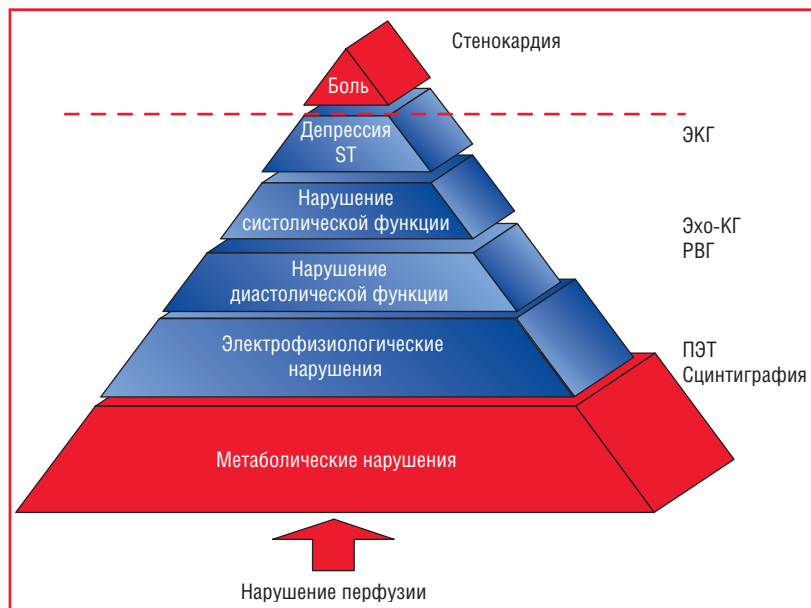 Стенокардия
Боль
Депрессия
ST
ЭКГ
Нарушение
систолической функции
Эхо-КГ
РВГ
Нарушение
диастолической функции
Электрофизиологические
нарушения
ПЭТ
Сцинтиграфия
Метаболические нарушения
Нарушение перфузии